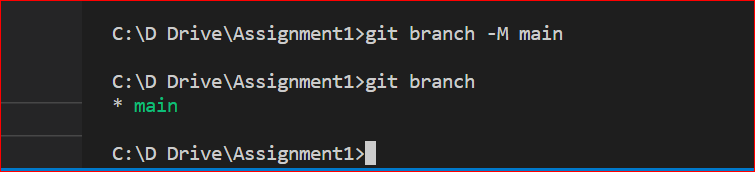 C:\D Drive\Assignment1>git branch -M main
C:\D Drive\Assignment1>git branch
* main
C:\D Drive\Assignment1>